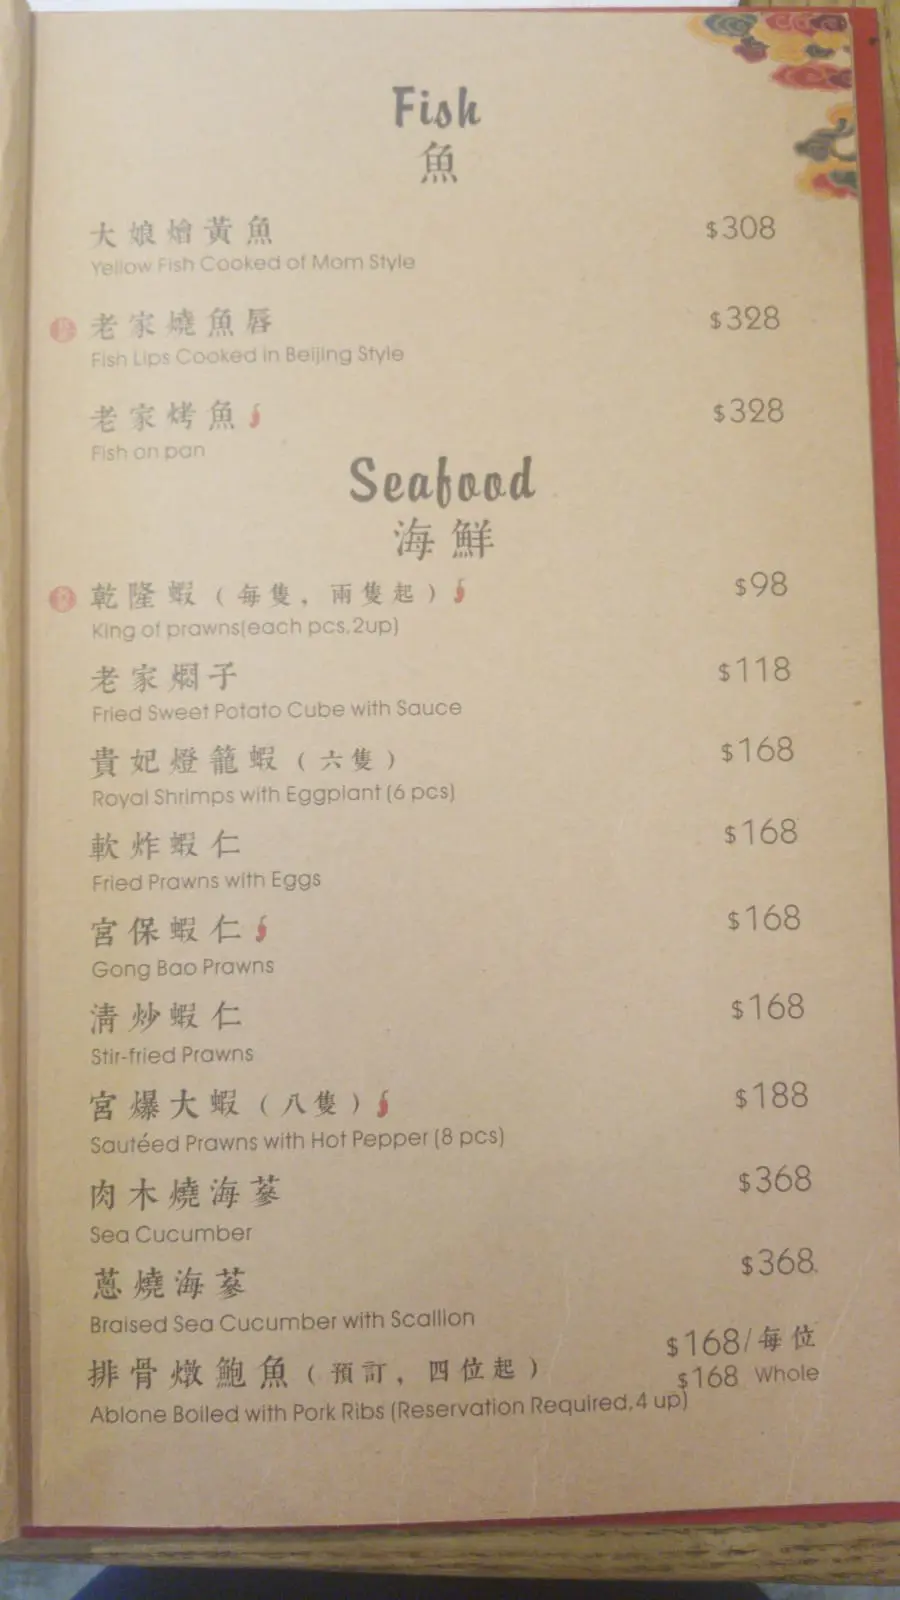 Fish
魚
大娘燴黃魚 $308
Yellow Fish Cooked of Mom Style
老家燒魚唇 $328
Fish Lips Cooked in Beijing Style
老家烤魚 $328
Fish on pan
Seafood
海鮮
乾隆蝦（每隻，兩隻起） $98
King of prawns(each pcs,2up)
老家燜子 $118
Fried Sweet Potato Cube with Sauce
貴妃燈籠蝦（六隻） $168
Royal Shrimps with Eggplant (6 pcs)
軟炸蝦仁 $168
Fried Prawns with Eggs
宮保蝦仁 $168
Gong Bao Prawns
清炒蝦仁 $168
Stir-fried Prawns
宮爆大蝦（八隻） $188
Sautéed Prawns with Hot Pepper (8 pcs)
肉木燒海蔘 $368
Sea Cucumber
蔥燒海蔘 $368
Braised Sea Cucumber with Scallion
排骨燉鮑魚（預訂，四位起） $168/每位
$168 Whole
Ablone Boiled with Pork Ribs (Reservation Required,4 up)